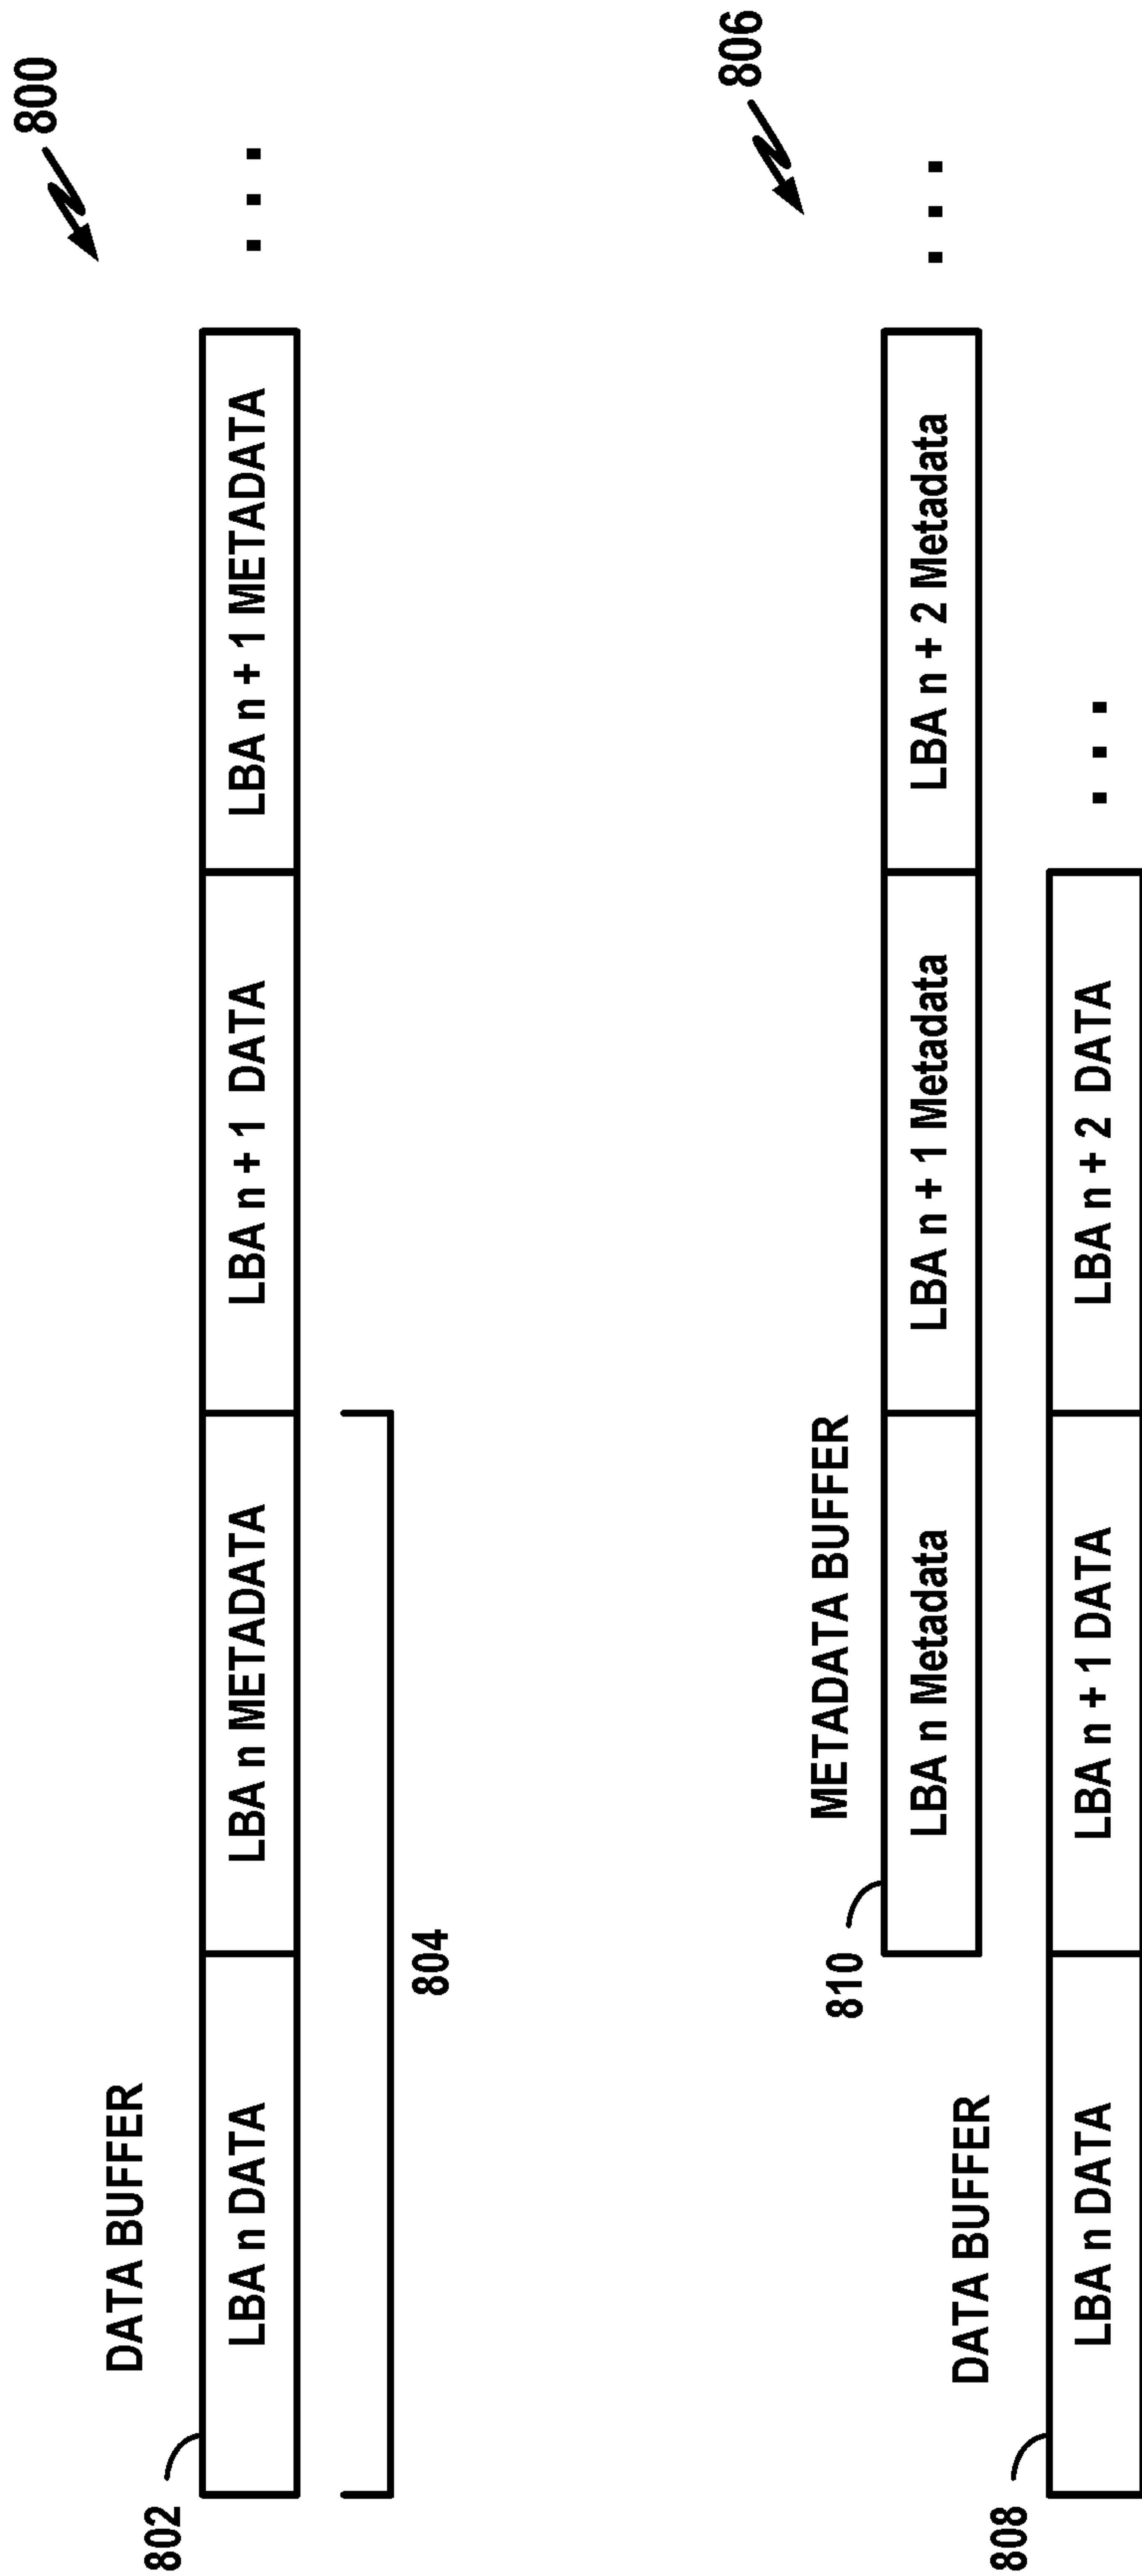 800
DATA BUFFER
802
LBA n DATA
LBA n METADATA
LBA n + 1 DATA
LBA n + 1 METADATA
. . .
804
806
METADATA BUFFER
810
LBA n Metadata
LBA n + 1 Metadata
LBA n + 2 Metadata
. . .
DATA BUFFER
808
LBA n DATA
LBA n + 1 DATA
LBA n + 2 DATA
. . .